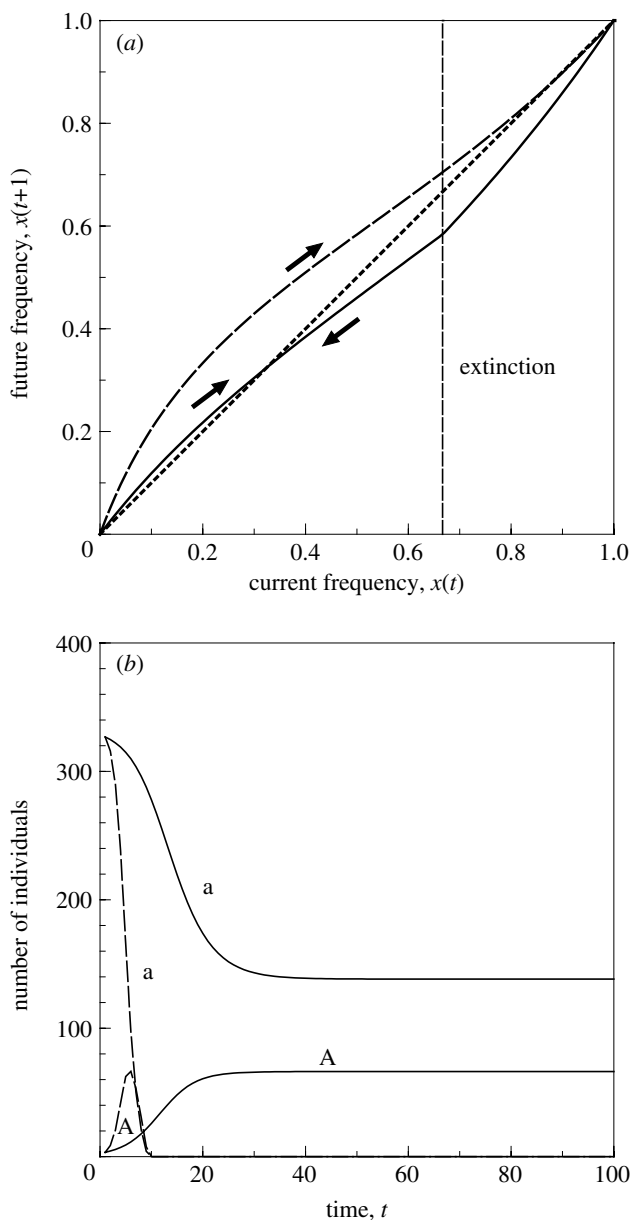 (a)
1.0
0.8
0.6
0.4
0.2
0
0.2
0.4
0.6
0.8
1.0
future frequency, x(t+1)
current frequency, x(t)
extinction
(b)
400
300
200
100
0
20
40
60
80
100
number of individuals
time, t
a
a
A
A